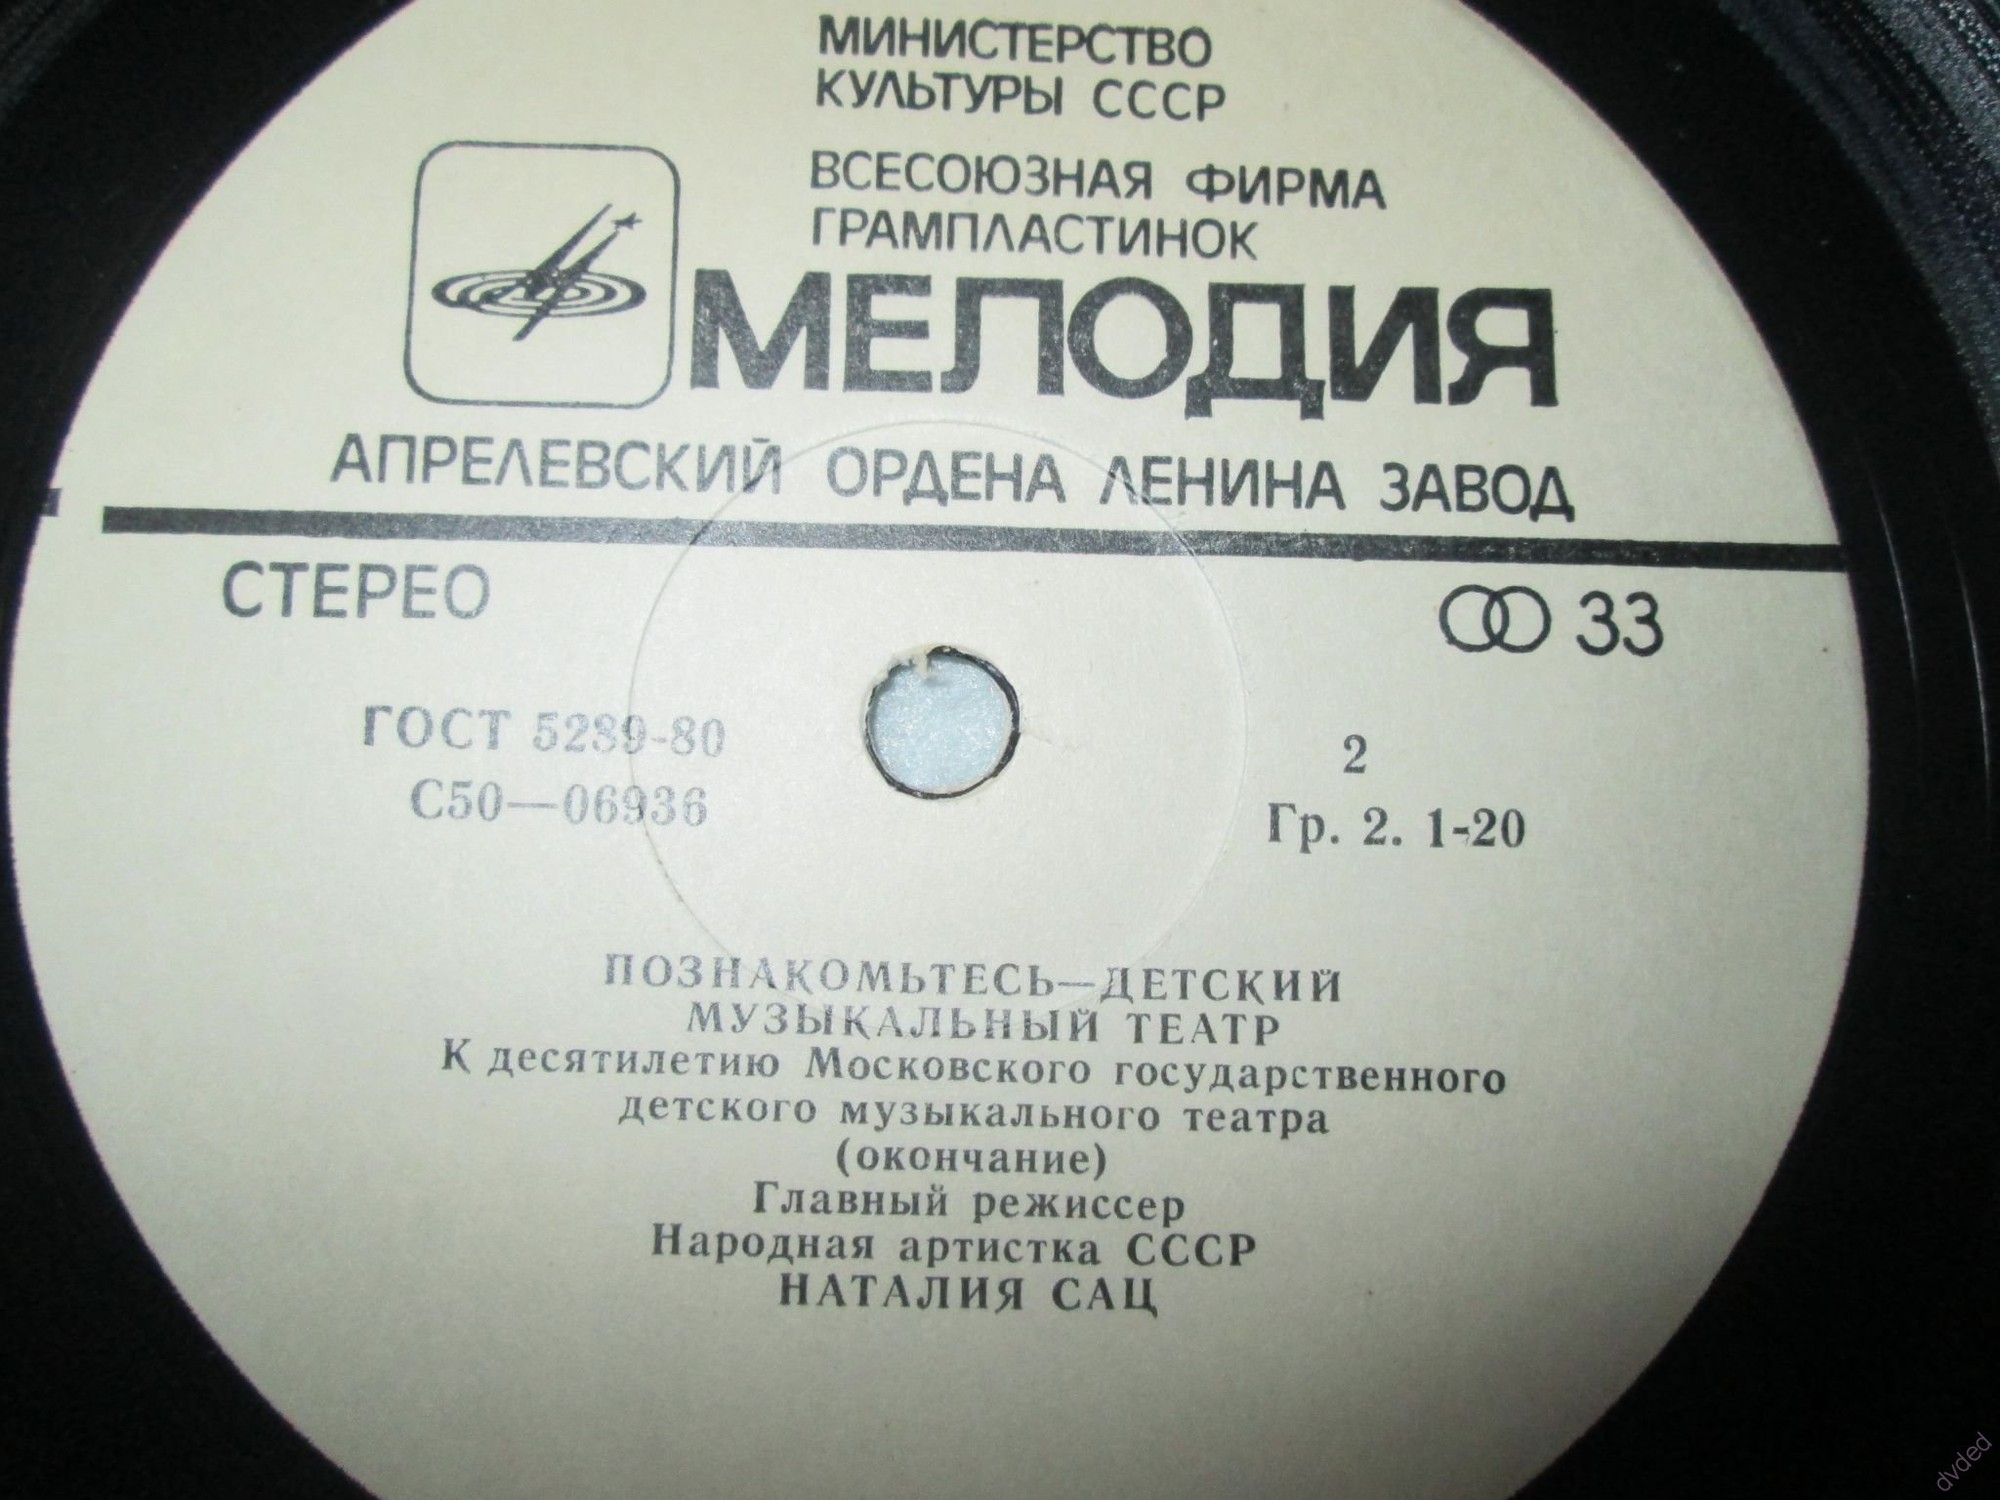 МИНИСТЕРСТВО
КУЛЬТУРЫ СССР
ВСЕСОЮЗНАЯ ФИРМА
ГРАМПЛАСТИНОК
МЕЛОДИЯ
АПРЕЛЕВСКИЙ ОРДЕНА ЛЕНИНА ЗАВОД
СТЕРЕО
33
ГОСТ 5289-80
С50—06936
2
Гр. 2. 1-20
ПОЗНАКОМЬТЕСЬ—ДЕТСКИЙ
МУЗЫКАЛЬНЫЙ ТЕАТР
К десятилетию Московского государственного
детского музыкального театра
(окончание)
Главный режиссер
Народная артистка СССР
НАТАЛИЯ САЦ
dvded